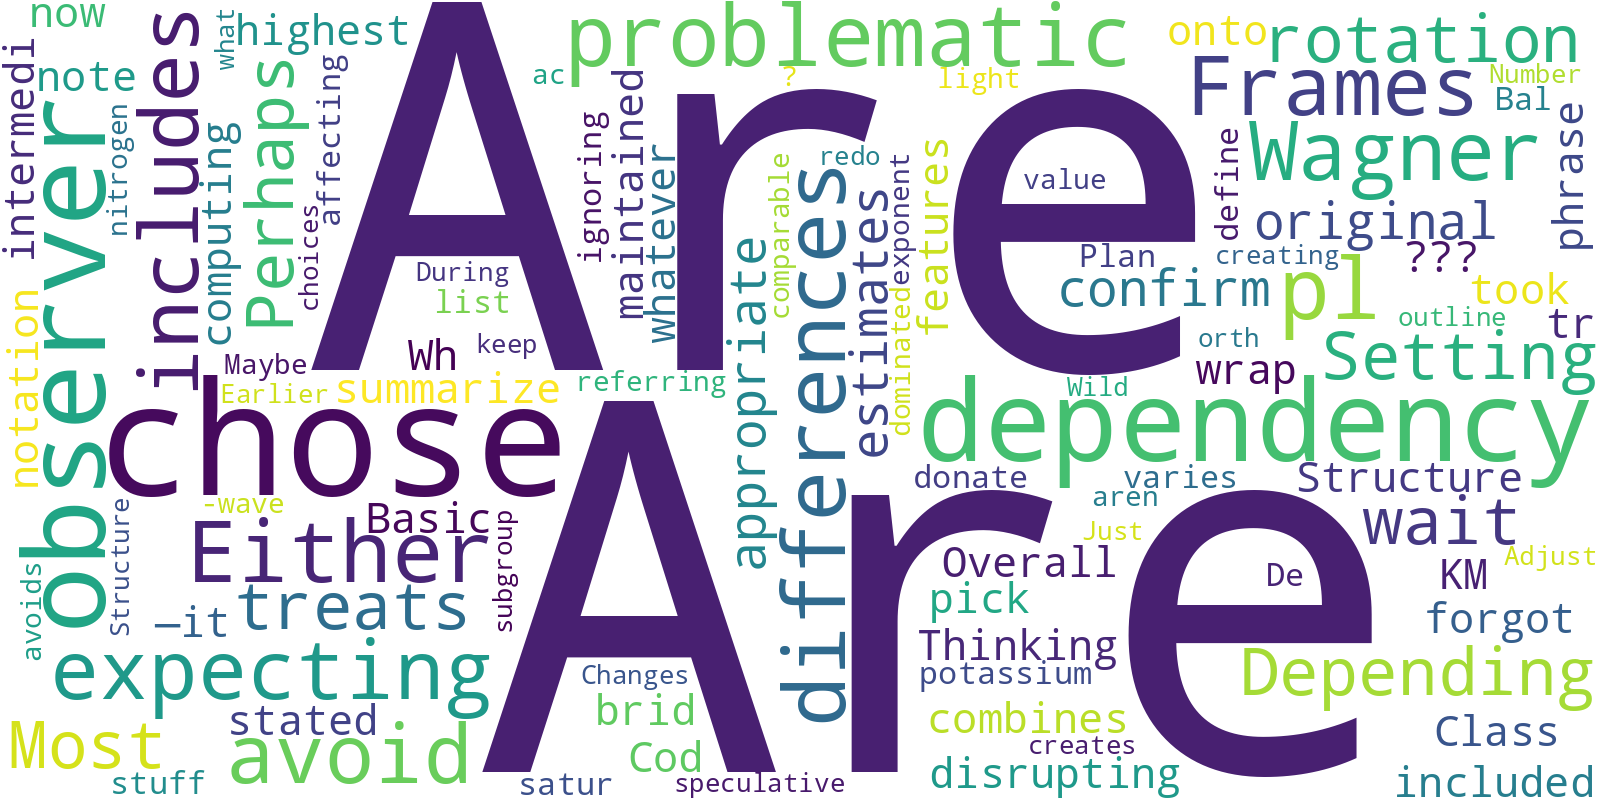 now
highest
what
includes
intermedi
note
observer
nitrogen
computing
Perhaps
affecting
choices
Are
problematic
ac
?
light
onto
rotation
Frames
Number
Bal
phrase
Wagner
define
original
???
creating
Plan
value
confirm
pl
took
outline
tr
orth
wrap
Setting
ignoring
maintained
whatever
comparable
redo
differences
estimates
exponent
dominated
features
appropriate
During
list
Wh
keep
Maybe
Earlier
summarize
referring
notation
chose
Are
Wild
dependency
-wave
Basic
Either
subgroup
Structure
avoids
treats
—it
expecting
donate
varies
aren
Structure
Just
wait
Overall
Adjust
De
KM
pick
forgot
Thinking
potassium
Depending
Changes
brid
stated
Most
avoid
Cod
combines
creates
Class
stuff
satur
speculative
disrupting
included